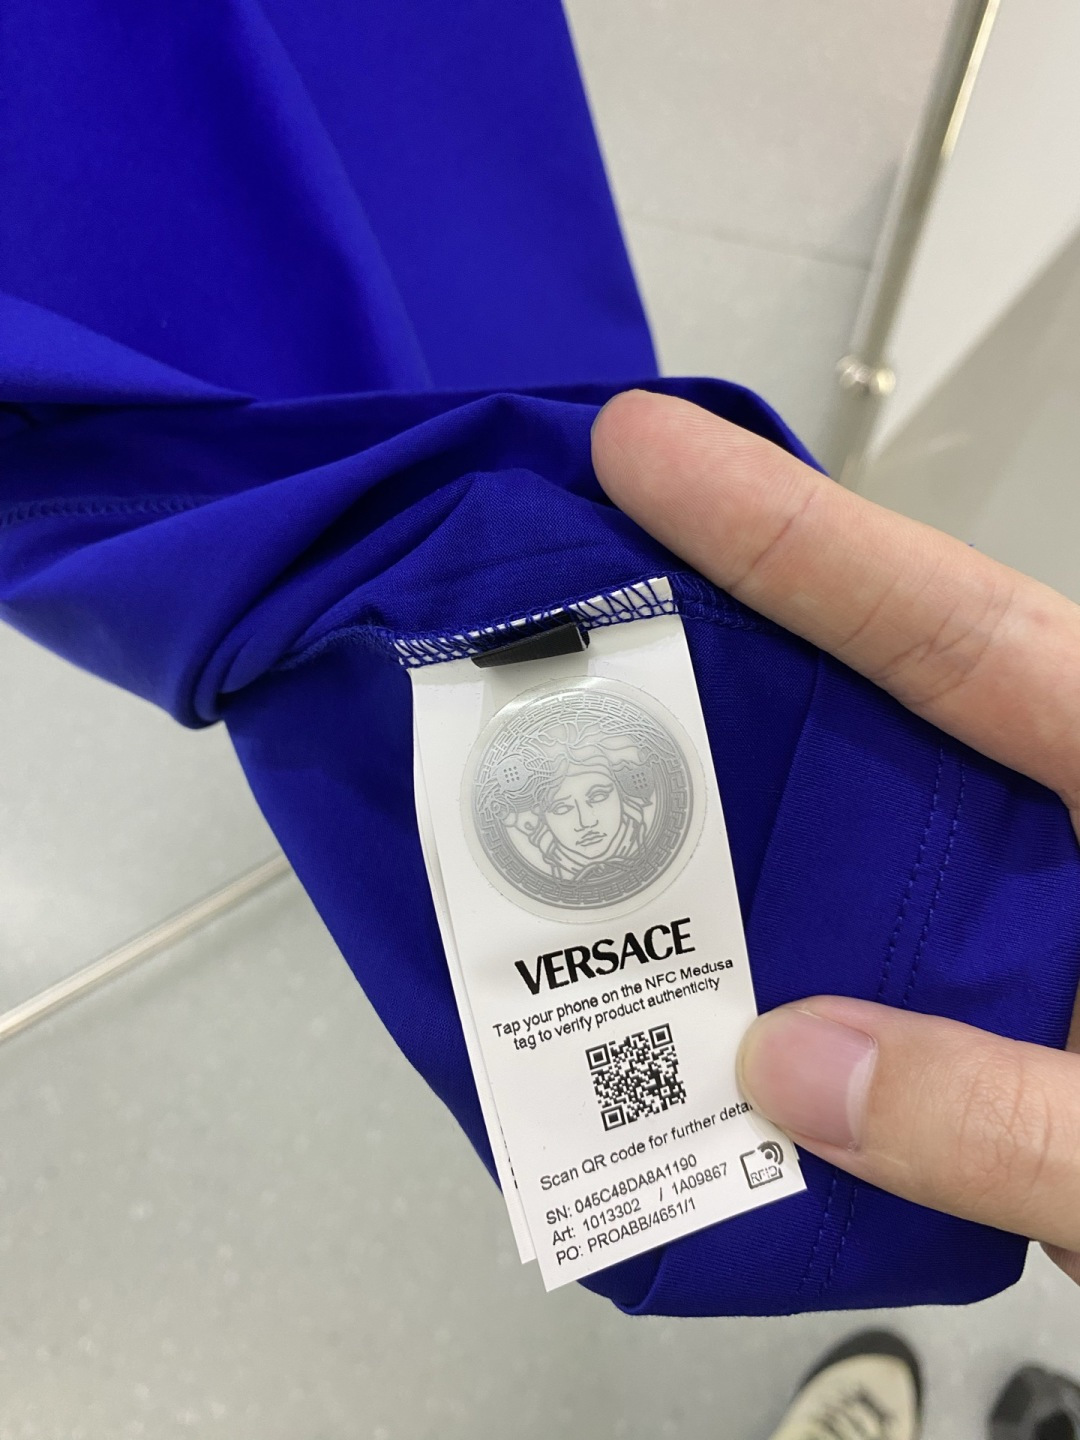 VERSACE
Tap your phone on the NFC Medusa
tag to verify product authenticity
Scan QR code for further
SN: 045C48DA8A1190
Art: 1013302 / 1A09867
PO: PROABB/4651/1
RFID